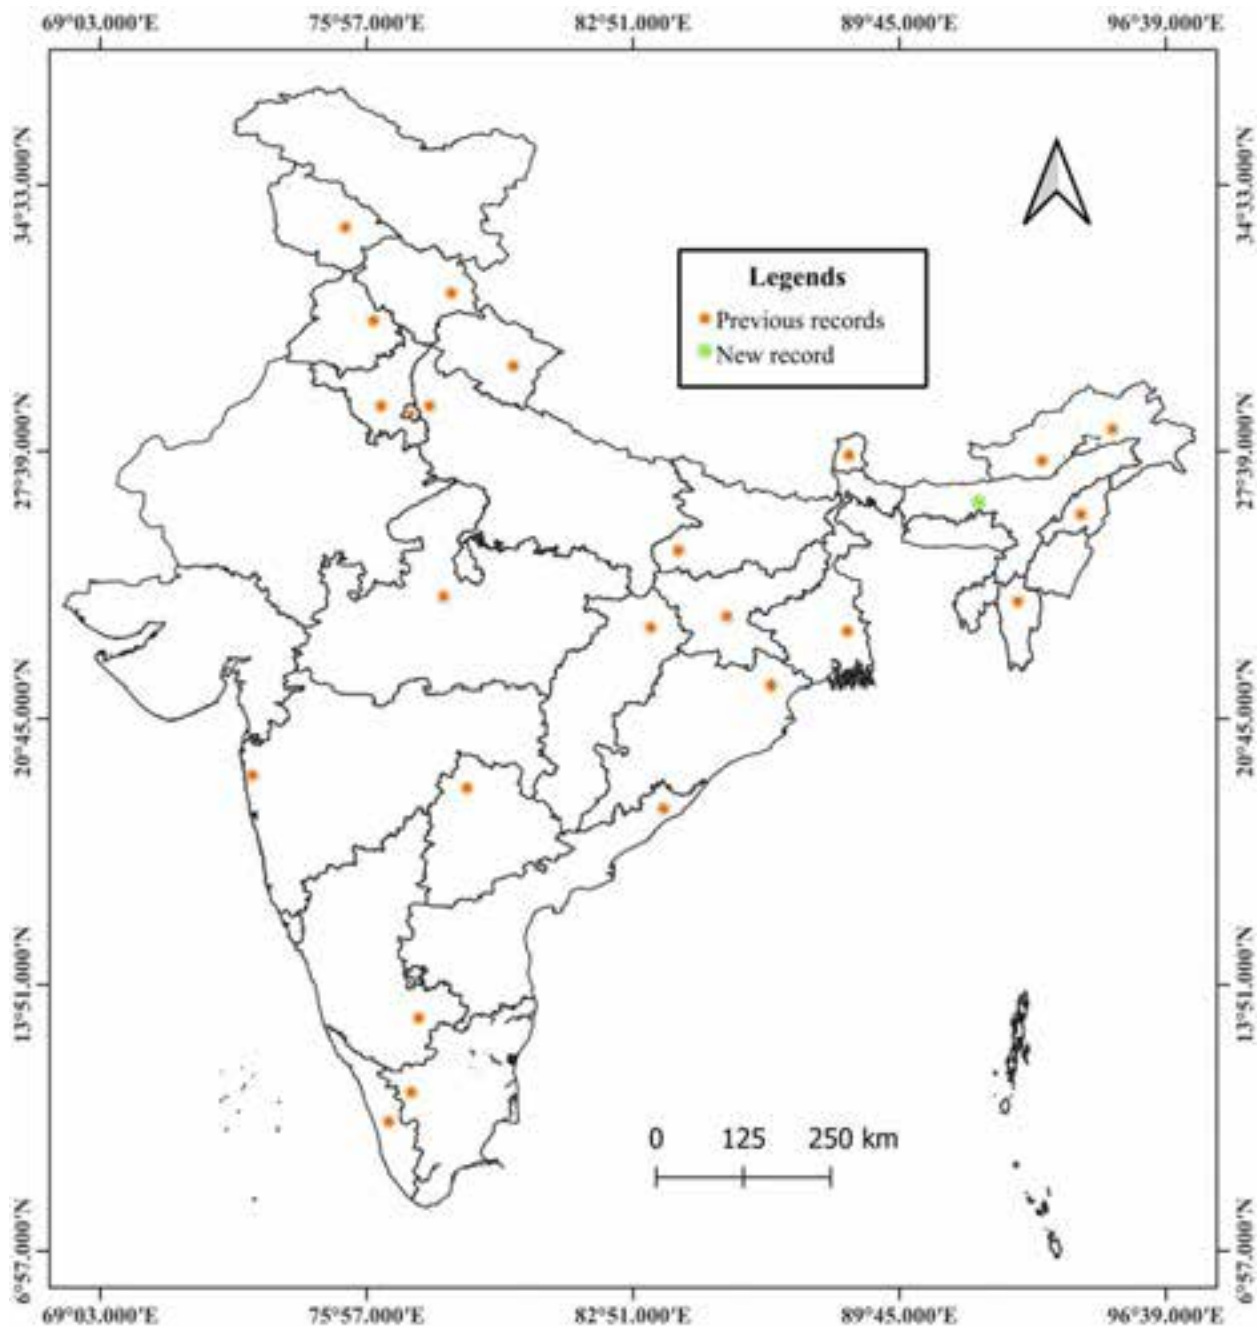 69°03.000'E 75°57.000'E 82°51.000'E 89°45.000'E 96°39.000'E
34°33.000'N
27°39.000'N
20°45.000'N
13°51.000'N
6°57.000'N
Legends
Previous records
New record
0 125 250 km
34°33.000'N
27°39.000'N
20°45.000'N
13°51.000'N
6°57.000'N
69°03.000'E 75°57.000'E 82°51.000'E 89°45.000'E 96°39.000'E